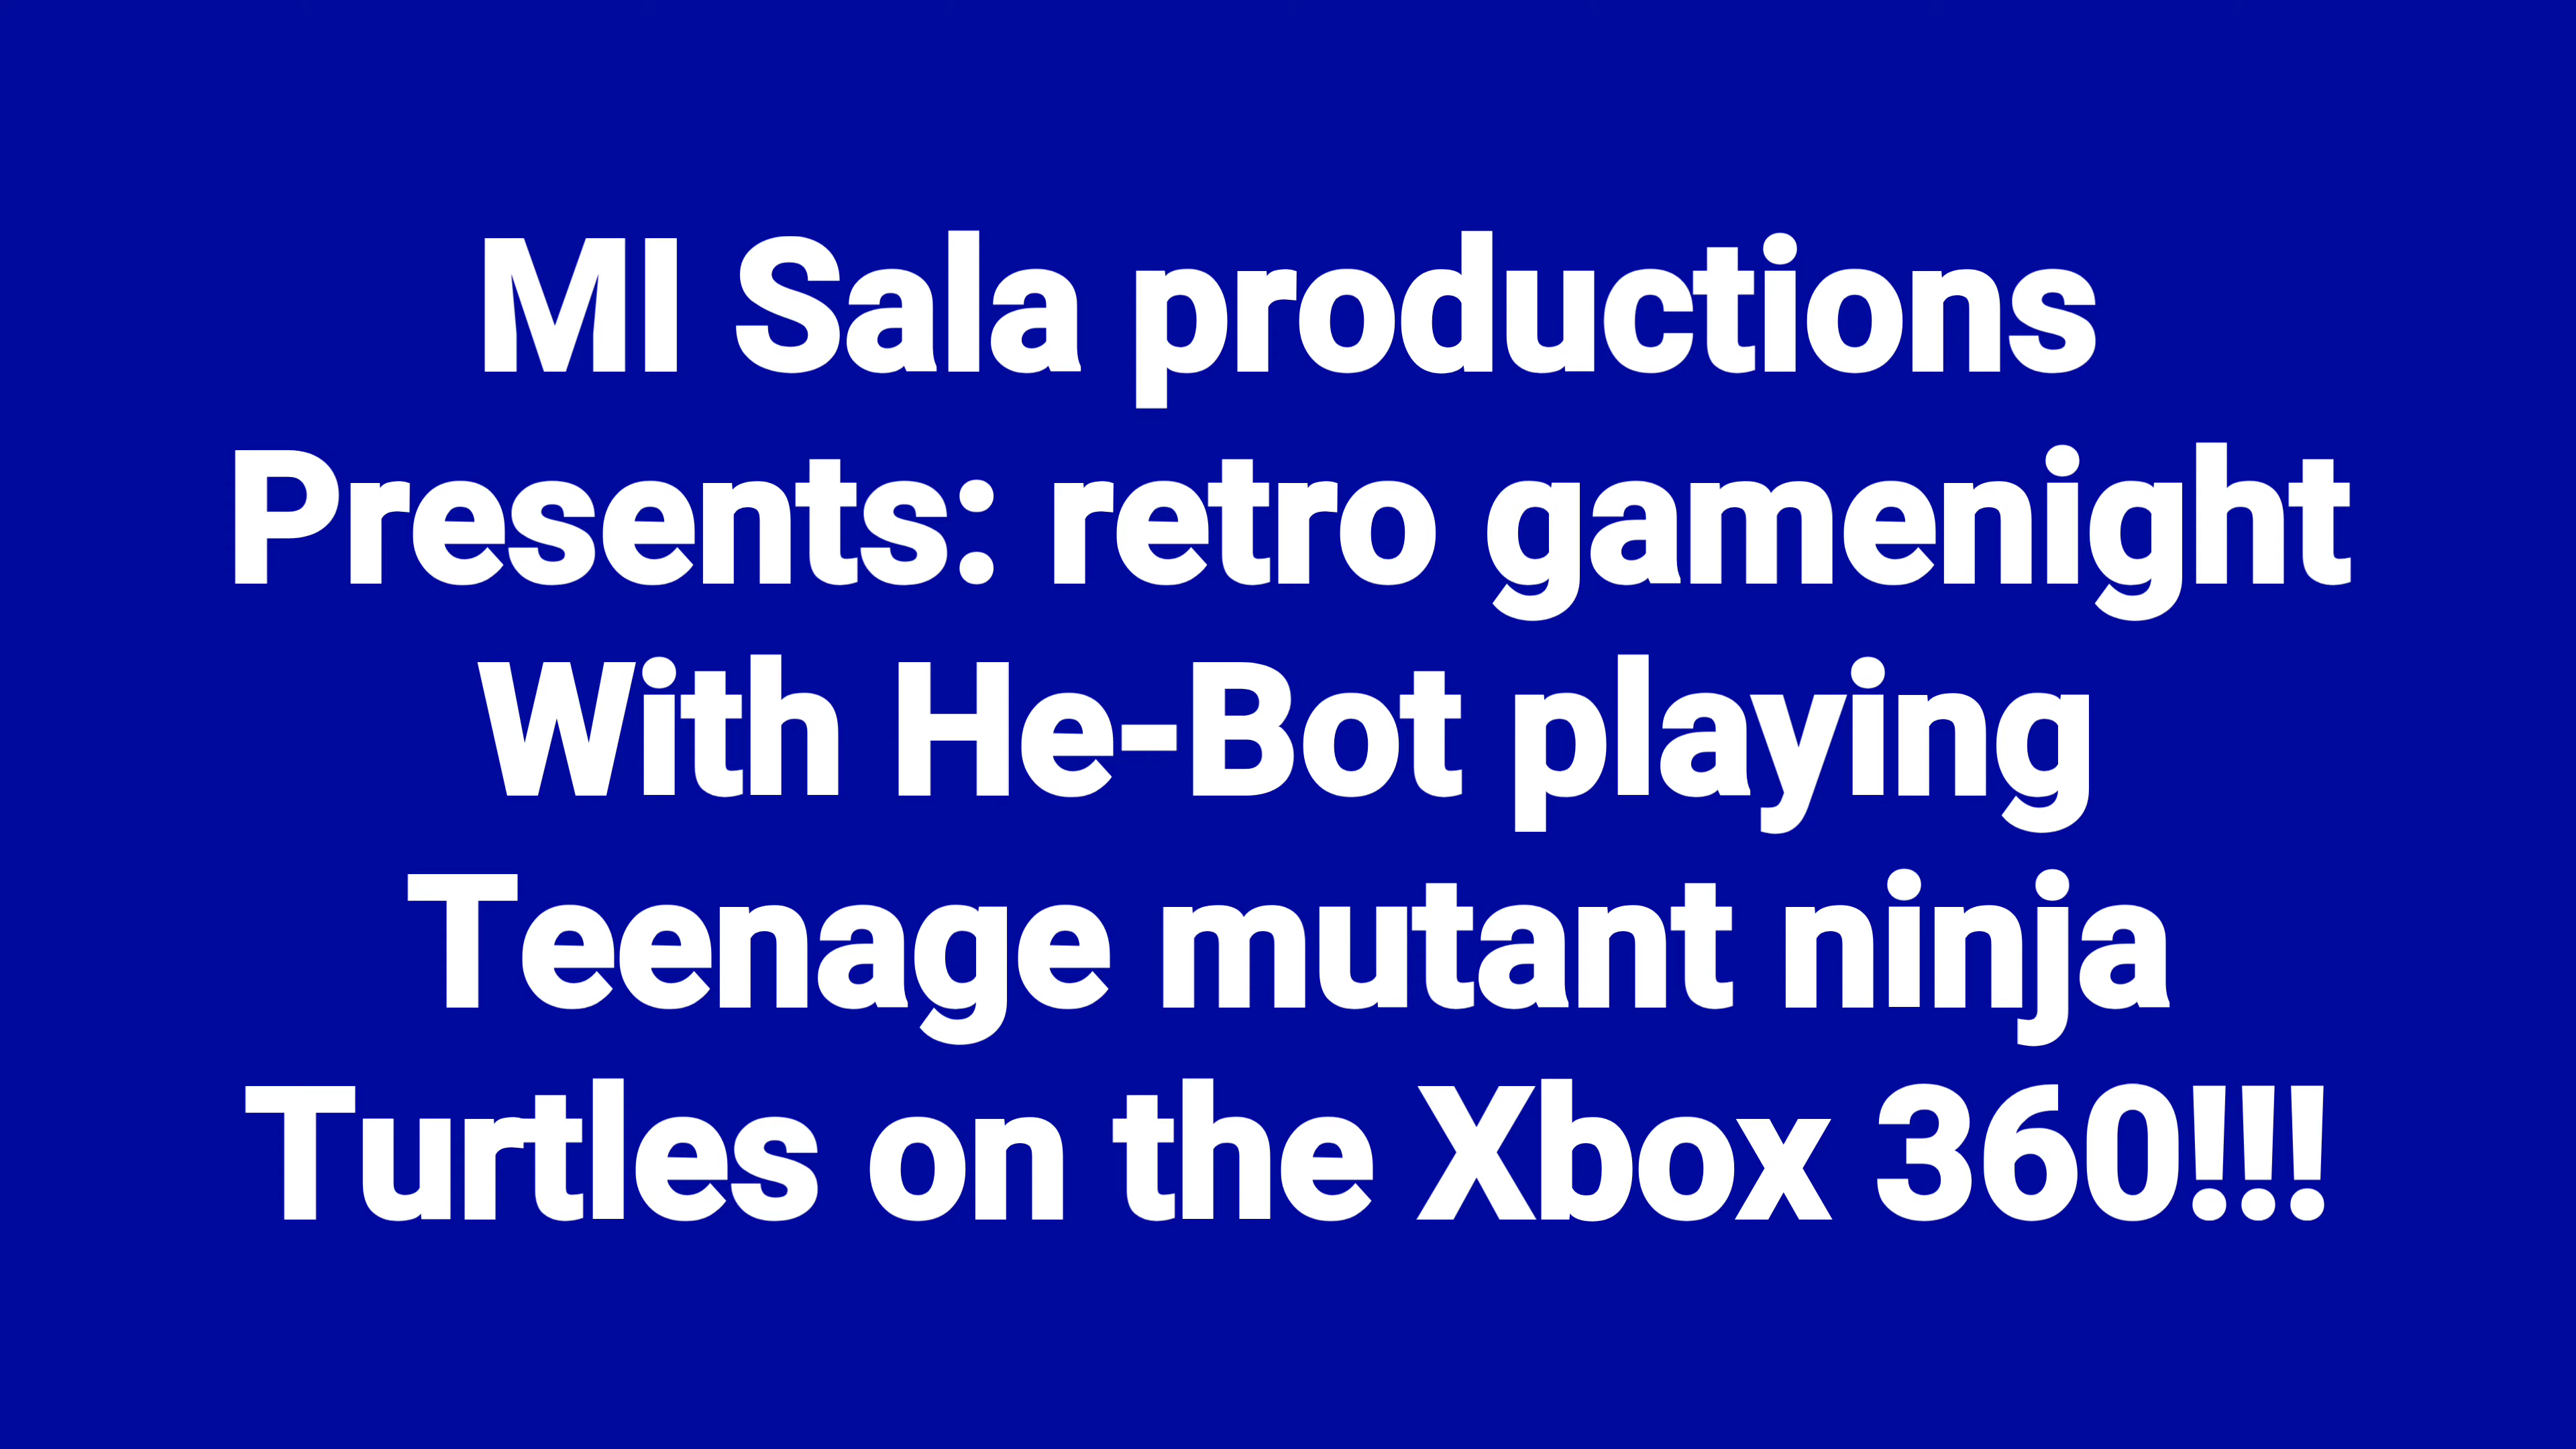 MI Sala productions
Presents: retro gamenight
With He-Bot playing
Teenage mutant ninja
Turtles on the Xbox 360!!!